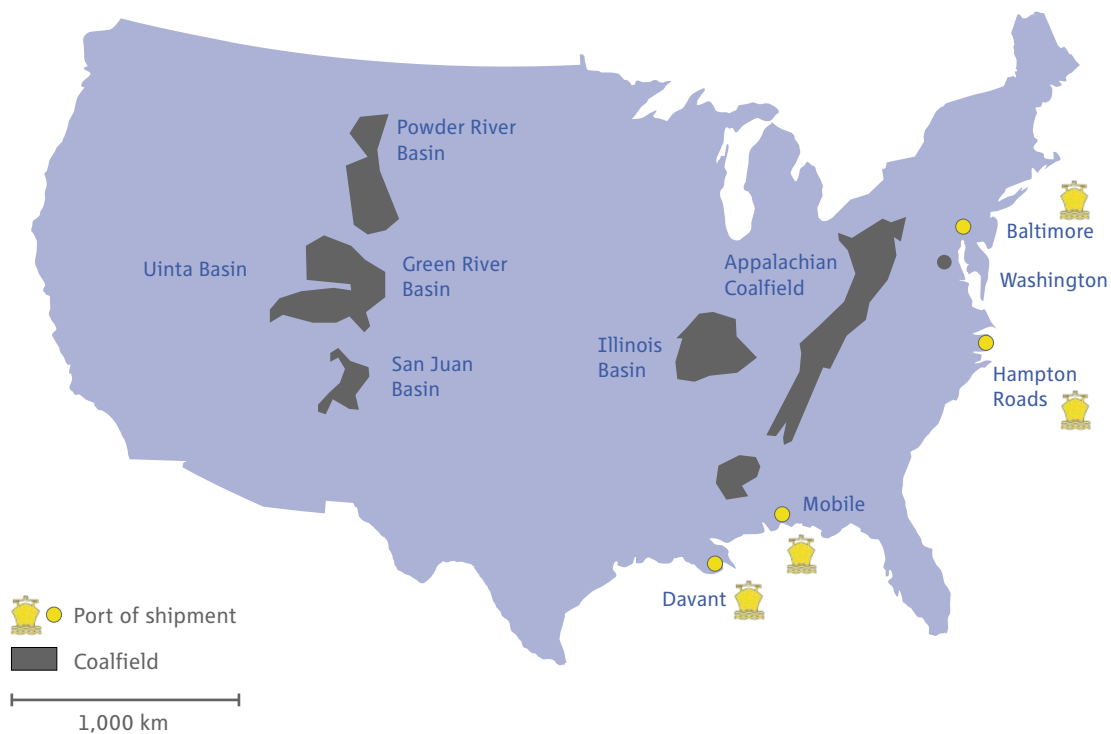 Powder River
Basin
Uinta Basin
Green River
Basin
San Juan
Basin
Illinois
Basin
Appalachian
Coalfield
Baltimore
Washington
Hampton
Roads
Mobile
Davant
Port of shipment
Coalfield
1,000 km